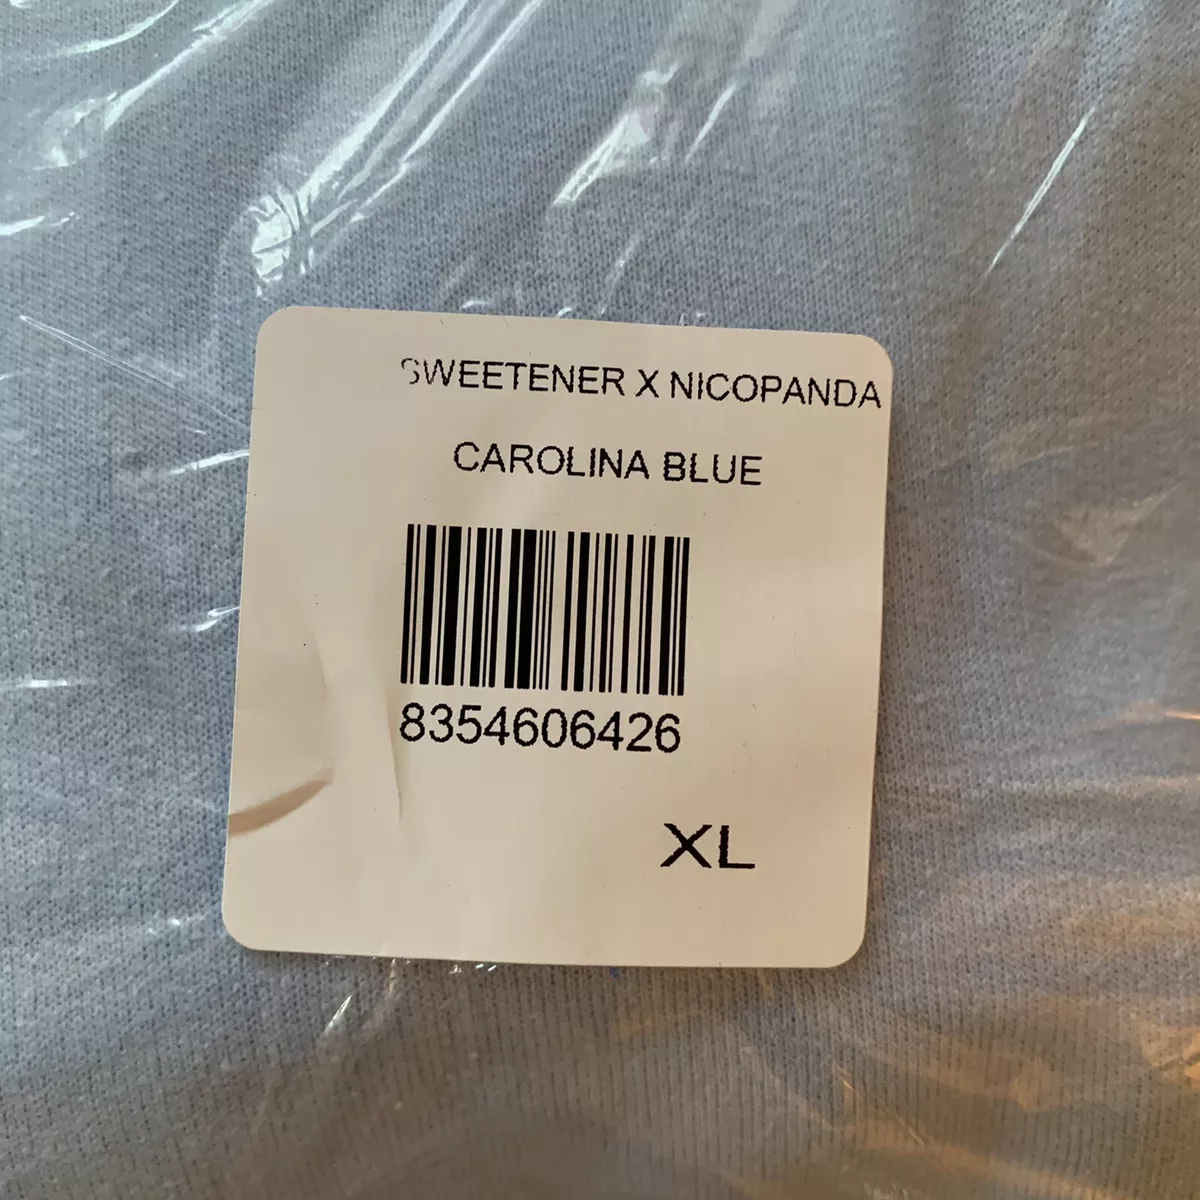 SWEETENER X NICOPANDA
CAROLINA BLUE
8354606426
XL